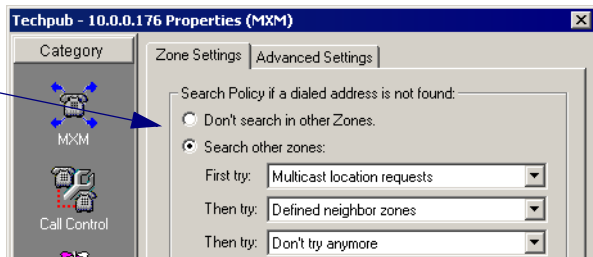 Techpub - 10.0.0.176 Properties (MXM)
Category
MXM
Call Control
Zone Settings
Advanced Settings
Search Policy if a dialed address is not found:
Don't search in other Zones.
Search other zones:
First try: Multicast location requests
Then try: Defined neighbor zones
Then try: Don't try anymore